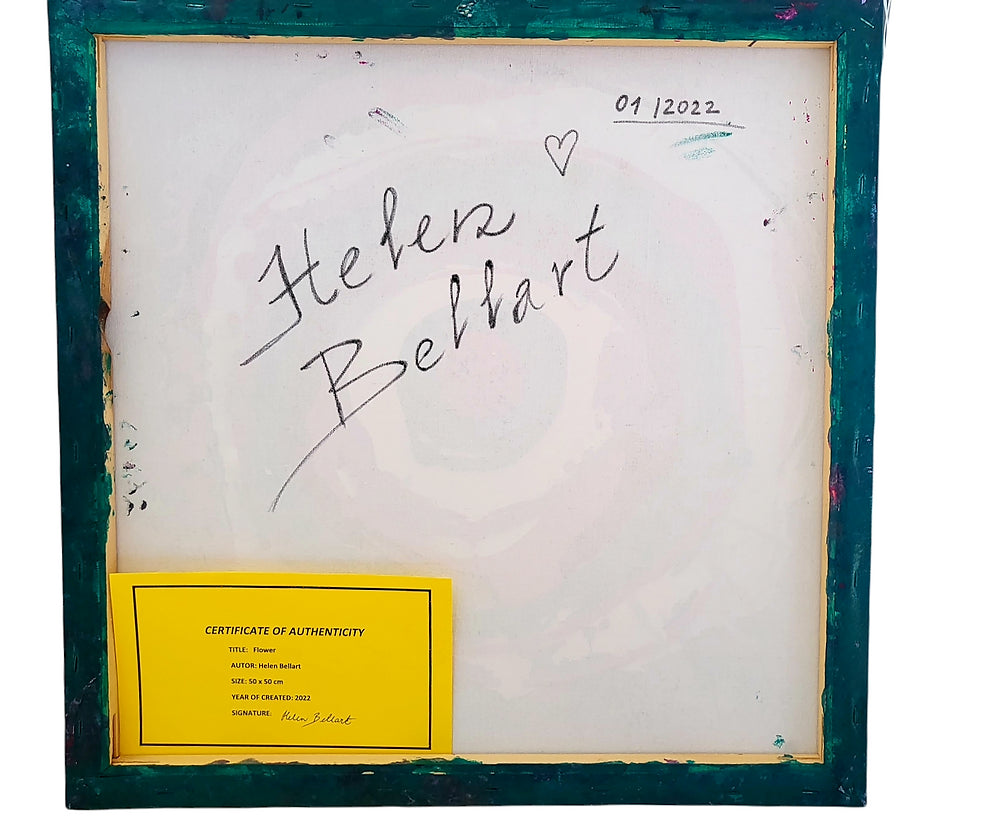 01/2022
Helen
Bellart
CERTIFICATE OF AUTHENTICITY
TITLE: Flower
AUTOR: Helen Bellart
SIZE: 50 x 50 cm
YEAR OF CREATED: 2022
SIGNATURE: Helen Bellart